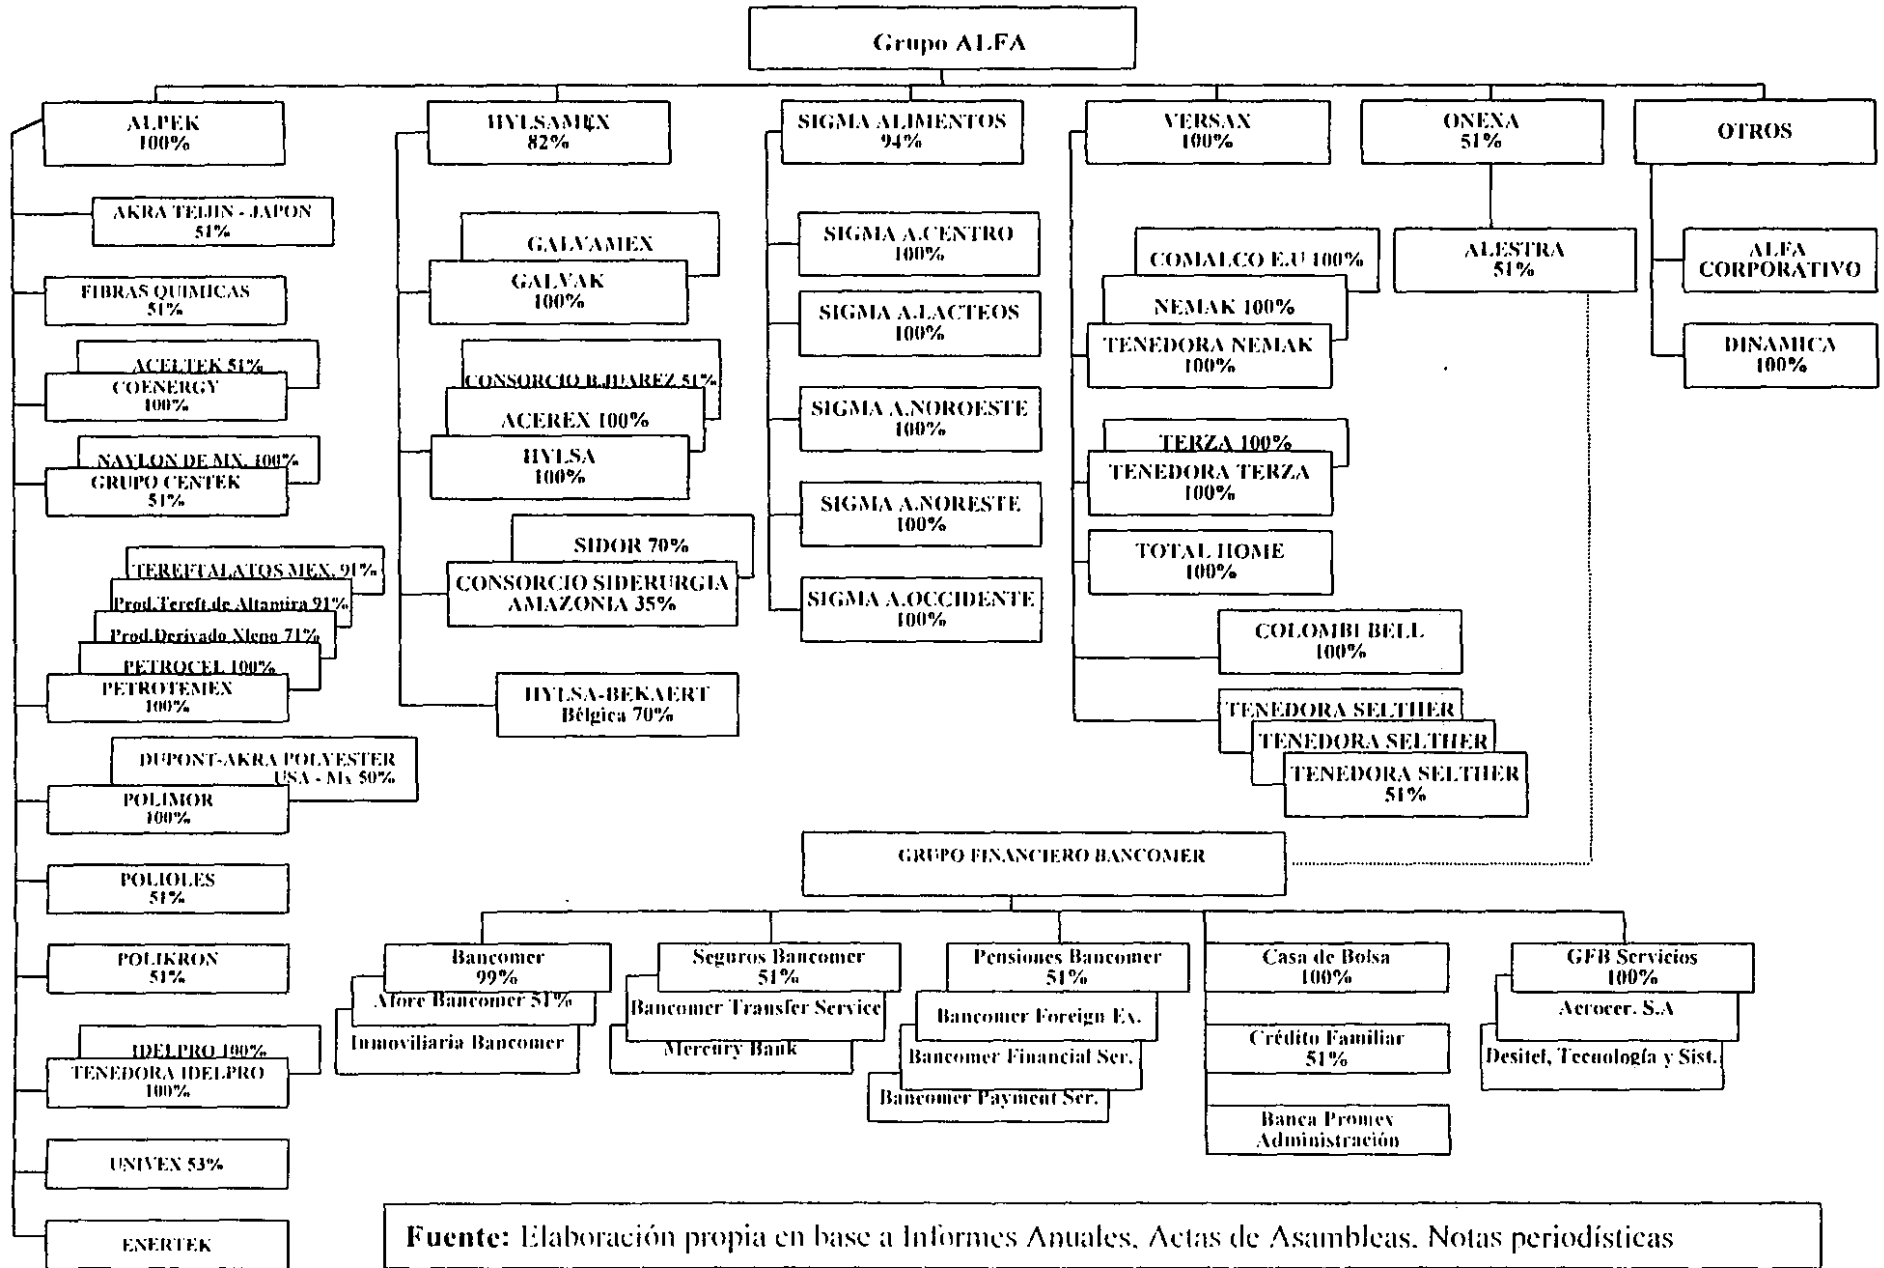 Grupo ALFA
ALPEK
100%
AKRA TEIJIN - JAPON
51%
FIBRAS QUIMICAS
51%
ACELTEK 51%
COENERGY
100%
NAYLON DE MX. 100%
GRUPO CENTEK
51%
TEREFTALATOS MEX. 91%
Prod.Tereft.de Altamira 91%
Prod.Derivado Xleno 71%
PETROCEL 100%
PETROTEMEX
100%
DUPONT-AKRA POLYESTER
USA - Mx 50%
POLIMOR
100%
POLIOLES
51%
POLIKRON
51%
IDELPRO 100%
TENEDORA IDELPRO
100%
UNIVEX 53%
ENERTEK
HYLSAMEX
82%
GALVAMEX
GALVAK
100%
CONSORCIO B.JUAREZ 51%
ACEREX 100%
HYLSA
100%
SIDOR 70%
CONSORCIO SIDERURGIA
AMAZONIA 35%
HYLSA-BEKAERT
Bélgica 70%
SIGMA ALIMENTOS
94%
SIGMA A.CENTRO
100%
SIGMA A.LACTEOS
100%
SIGMA A.NOROESTE
100%
SIGMA A.NORESTE
100%
SIGMA A.OCCIDENTE
100%
VERSAX
100%
COMALCO E.U 100%
NEMAK 100%
TENEDORA NEMAK
100%
TERZA 100%
TENEDORA TERZA
100%
TOTAL HOME
100%
COLOMBI BELL
100%
TENEDORA SELTHER
TENEDORA SELTHER
TENEDORA SELTHER
51%
ONEXA
51%
ALESTRA
51%
OTROS
ALFA
CORPORATIVO
DINAMICA
100%
GRUPO FINANCIERO BANCOMER
Bancomer
99%
Afore Bancomer 51%
Inmoviliaria Bancomer
Seguros Bancomer
51%
Bancomer Transfer Service
Mercury Bank
Pensiones Bancomer
51%
Bancomer Foreign Ex.
Bancomer Financial Ser.
Bancomer Payment Ser.
Casa de Bolsa
100%
Crédito Familiar
51%
Banca Promex
Administración
GFB Servicios
100%
Aerocer. S.A
Desitel, Tecnología y Sist.
Fuente: Elaboración propia en base a Informes Anuales, Actas de Asambleas. Notas periodísticas